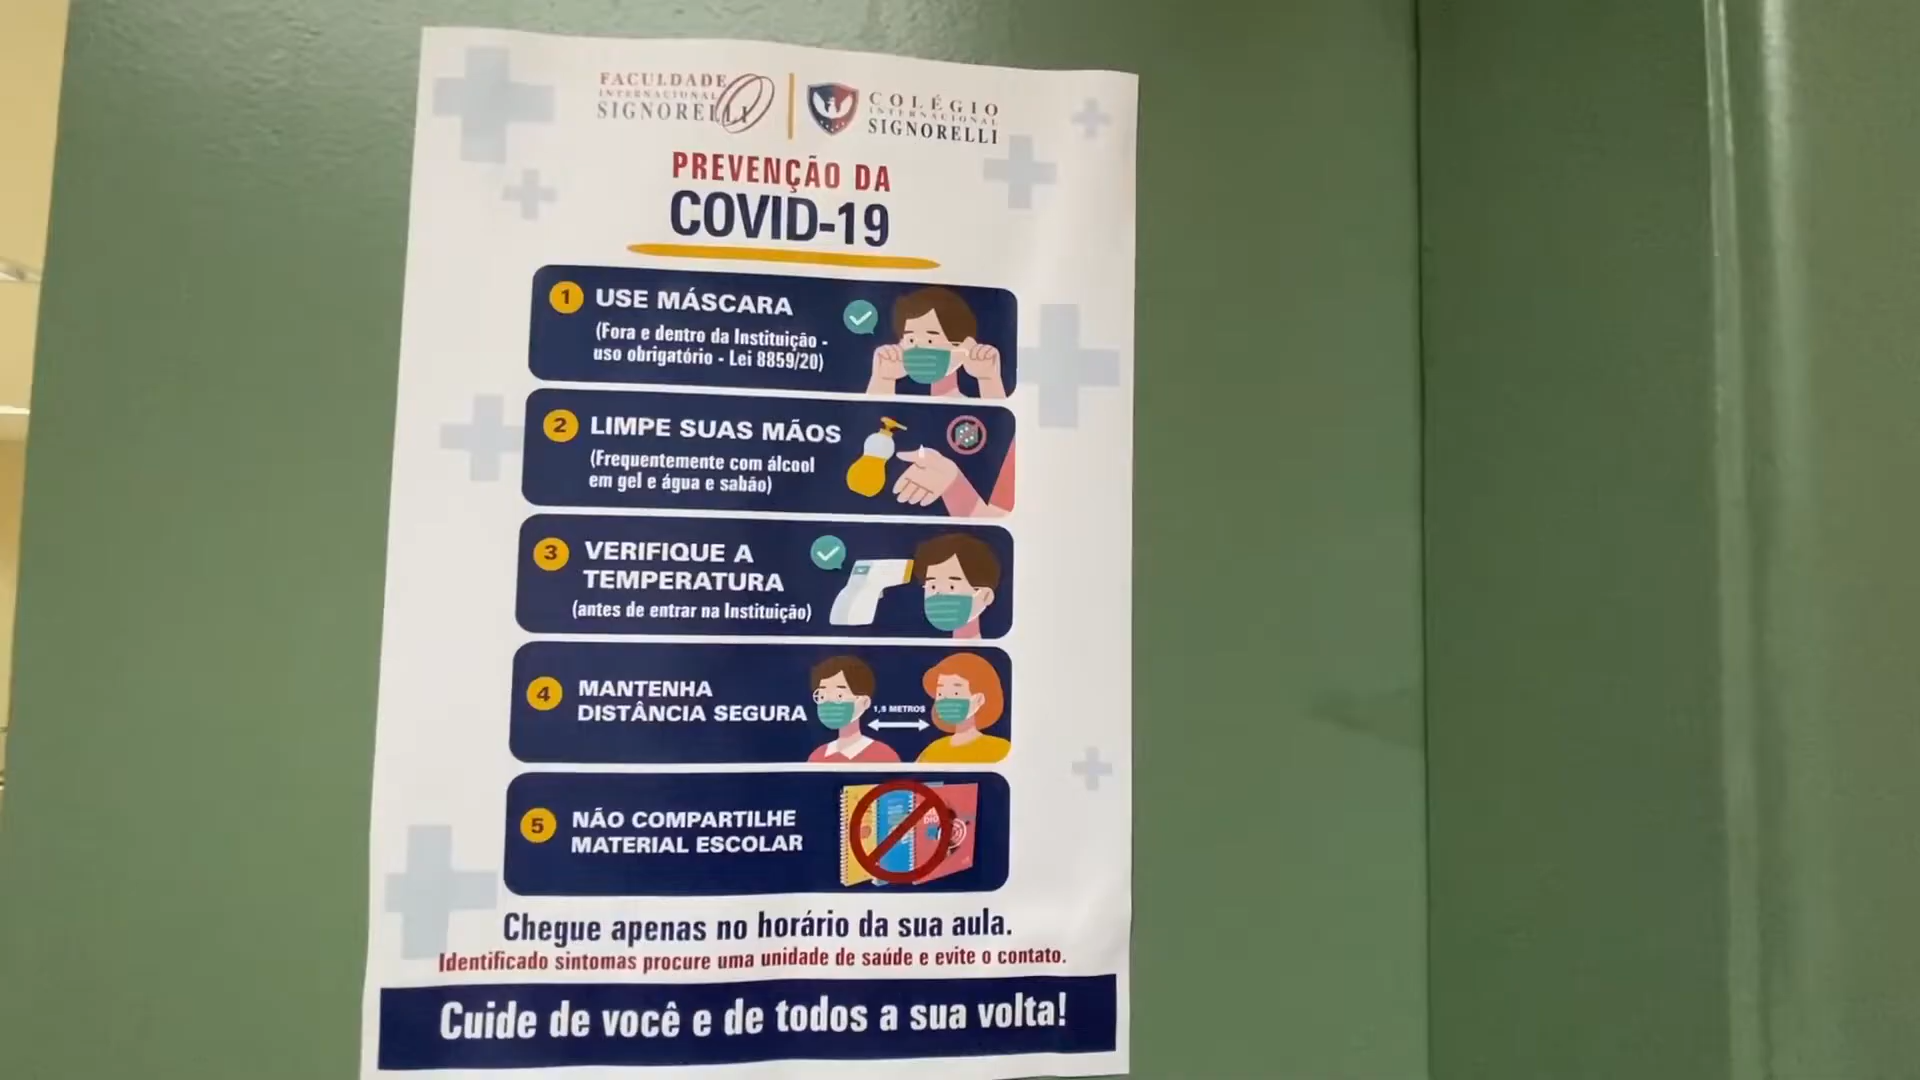 FACULDADE
INTERNACIONAL
SIGNORELLI
COLÉGIO
INTERNACIONAL
SIGNORELLI
PREVENÇÃO DA
COVID-19
1 USE MÁSCARA
(Fora e dentro da Instituição -
uso obrigatório - Lei 8859/20)
2 LIMPE SUAS MÃOS
(Frequentemente com álcool
em gel e água e sabão)
3 VERIFIQUE A
TEMPERATURA
(antes de entrar na Instituição)
4 MANTENHA
DISTÂNCIA SEGURA
1,5 METROS
5 NÃO COMPARTILHE
MATERIAL ESCOLAR
Chegue apenas no horário da sua aula.
Identificado sintomas procure uma unidade de saúde e evite o contato.
Cuide de você e de todos a sua volta!